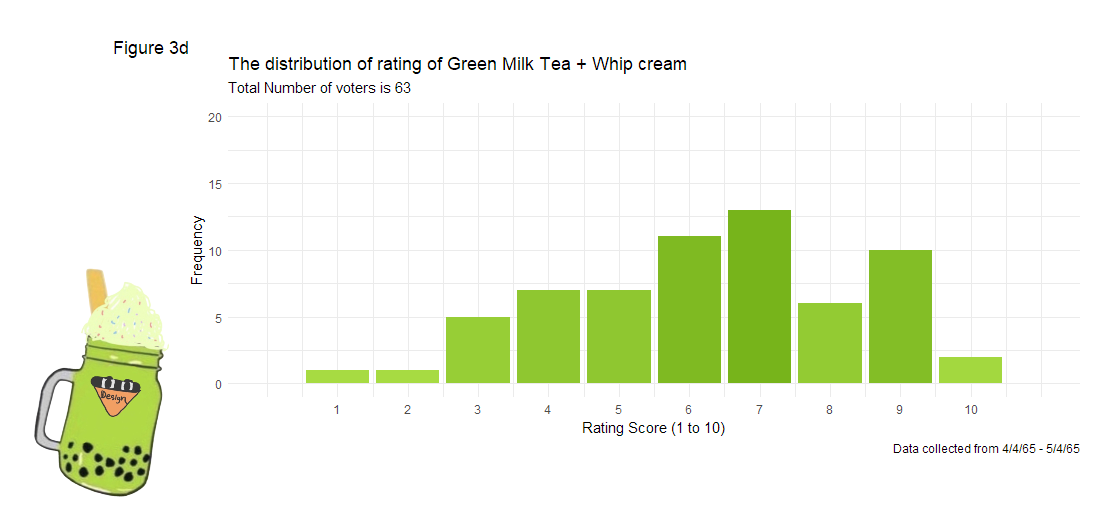 Figure 3d
The distribution of rating of Green Milk Tea + Whip cream
Total Number of voters is 63
20
15
10
5
0
Frequency
Design
1 2 3 4 5 6 7 8 9 10
Rating Score (1 to 10)
Data collected from 4/4/65 - 5/4/65